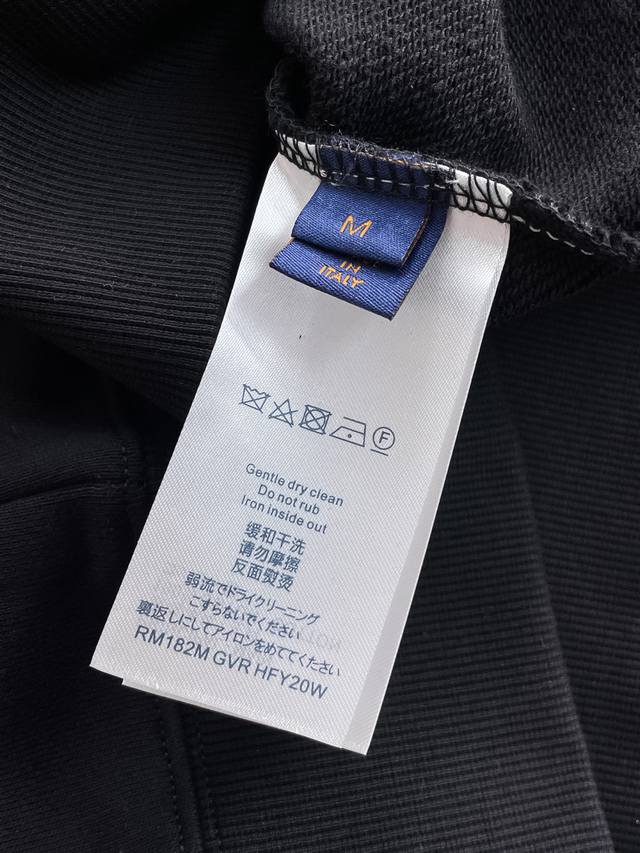 M
IN
ITALY
F
Gentle dry clean
Do not rub
Iron inside out
缓和干洗
请勿摩擦
反面熨烫
弱流でドライクリーニング
こすらないでください
裏返しにしてアイロンをめててください
RM182M GVR HFY20W